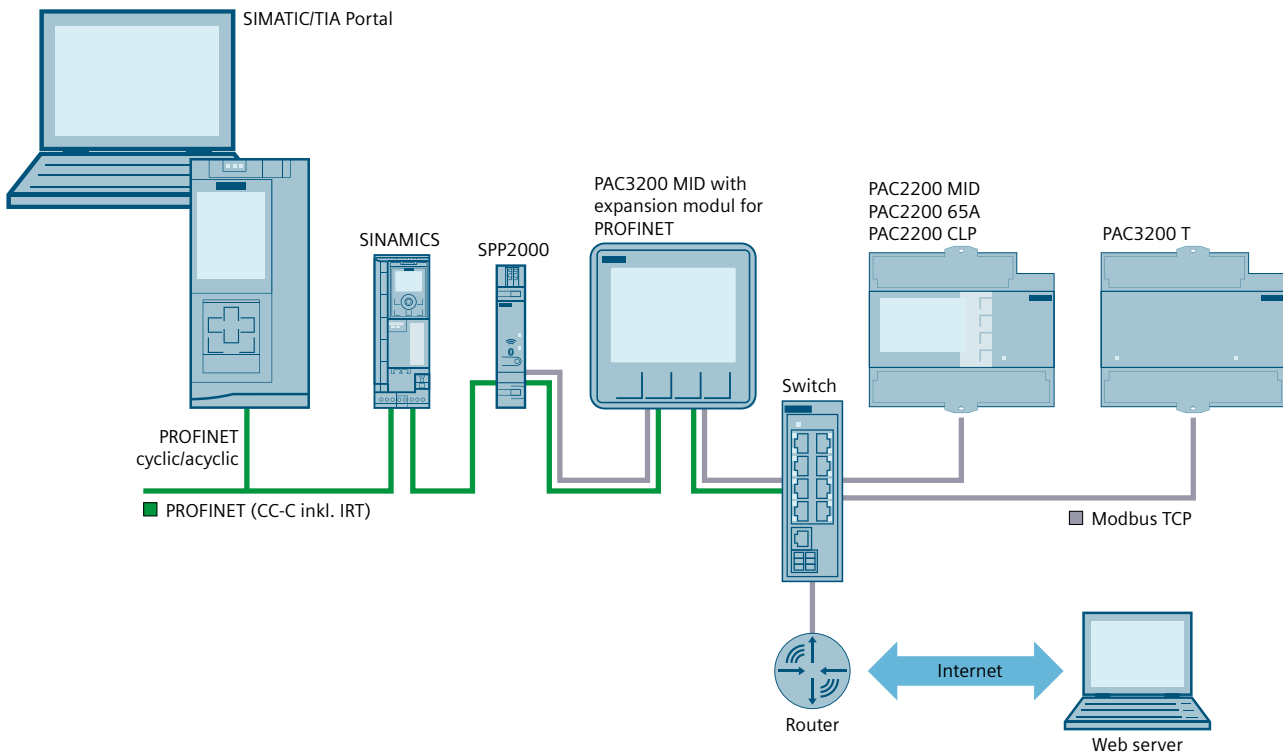 SIMATIC/TIA Portal
SINAMICS
SPP2000
PAC3200 MID with
expansion modul for
PROFINET
PAC2200 MID
PAC2200 65A
PAC2200 CLP
PAC3200 T
Switch
PROFINET
cyclic/acyclic
PROFINET (CC-C inkl. IRT)
Modbus TCP
Internet
Router
Web server